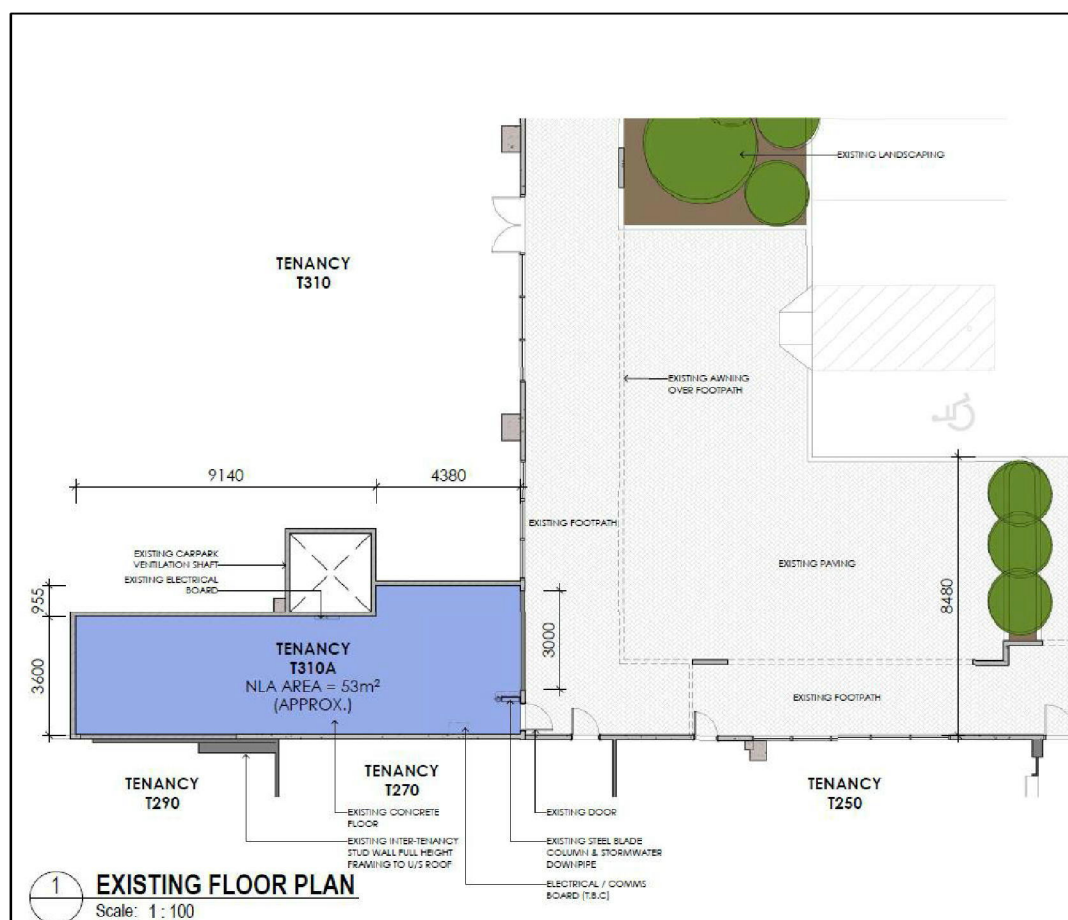 EXISTING LANDSCAPING
TENANCY
T310
EXISTING AWNING
OVER FOOTPATH
9140
4380
EXISTING FOOTPATH
EXISTING CARPARK
VENTILATION SHAFT
EXISTING ELECTRICAL
BOARD
EXISTING PAVING
955
3600
3000
8480
TENANCY
T310A
NLA AREA = 53m²
(APPROX.)
EXISTING FOOTPATH
TENANCY
T290
TENANCY
T270
TENANCY
T250
EXISTING CONCRETE
FLOOR
EXISTING DOOR
EXISTING INTER-TENANCY
STUD WALL FULL HEIGHT
FRAMING TO U/S ROOF
EXISTING STEEL BLADE
COLUMN & STORMWATER
DOWNPIPE
ELECTRICAL / COMMS
BOARD (T.B.C)
1
EXISTING FLOOR PLAN
Scale: 1 : 100